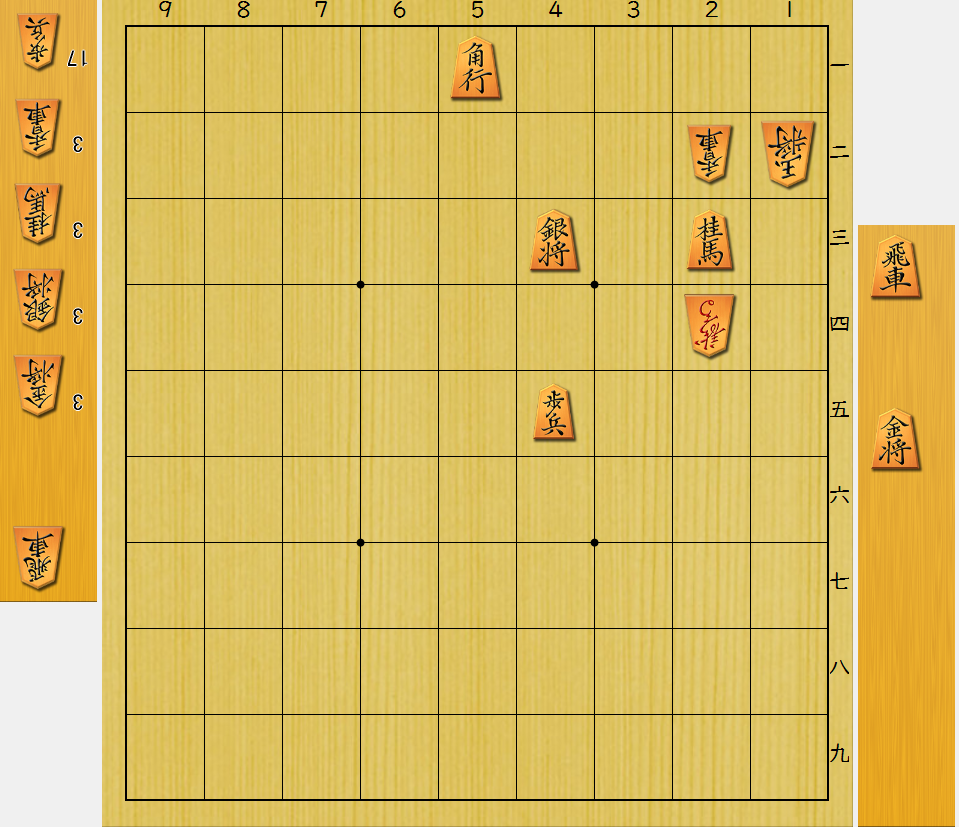 9 8 7 6 5 4 3 2 1
歩兵 17
香車 3
桂馬 3
銀将 3
金将 3
飛車
角行
一
香車 玉将
二
銀将 桂馬
三
龍馬
四
歩兵
五
六
七
八
九
飛車
金将